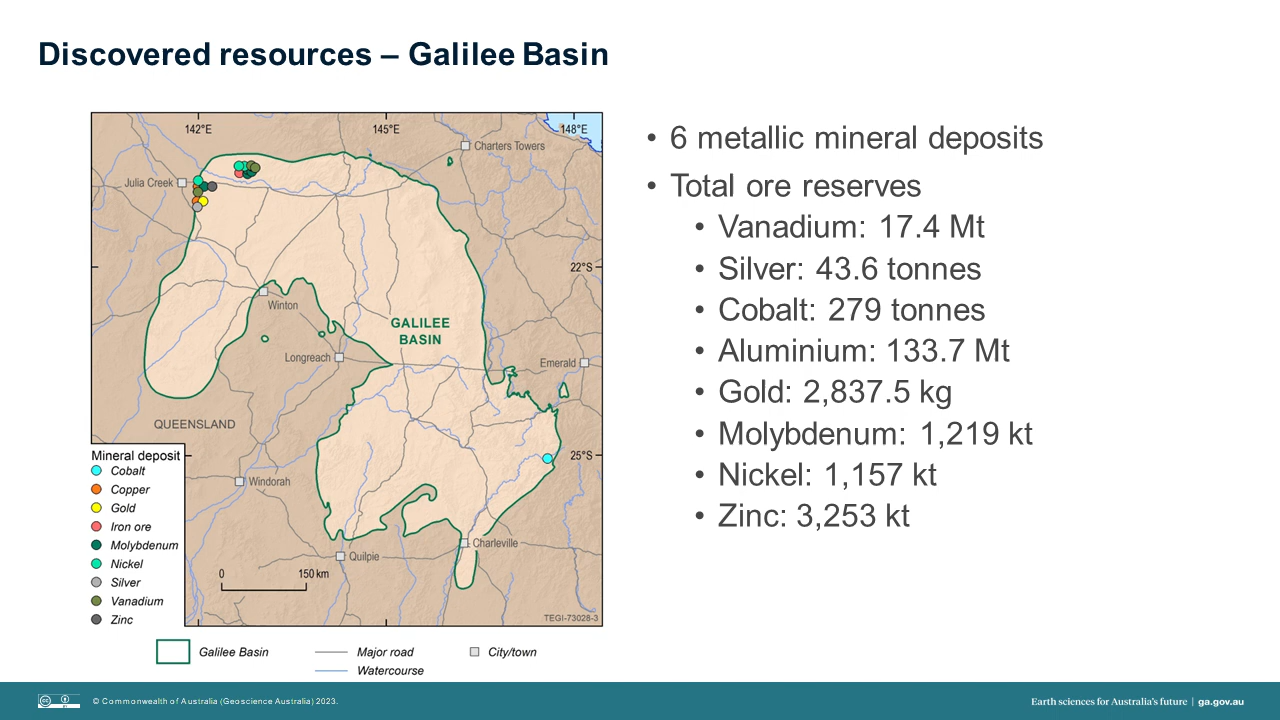 Discovered resources – Galilee Basin
142°E
145°E
148°E
Charters Towers
Julia Creek
22°S
Winton
GALILEE
BASIN
Longreach
Emerald
QUEENSLAND
25°S
Mineral deposit
Cobalt
Copper
Gold
Iron ore
Molybdenum
Nickel
Silver
Vanadium
Zinc
Windorah
Quilpie
Charleville
0
150 km
TEGI-73028-3
Galilee Basin
Major road
City/town
Watercourse
• 6 metallic mineral deposits
• Total ore reserves
• Vanadium: 17.4 Mt
• Silver: 43.6 tonnes
• Cobalt: 279 tonnes
• Aluminium: 133.7 Mt
• Gold: 2,837.5 kg
• Molybdenum: 1,219 kt
• Nickel: 1,157 kt
• Zinc: 3,253 kt
cc
BY
© Commonwealth of Australia (Geoscience Australia) 2023.
Earth sciences for Australia's future | ga.gov.au